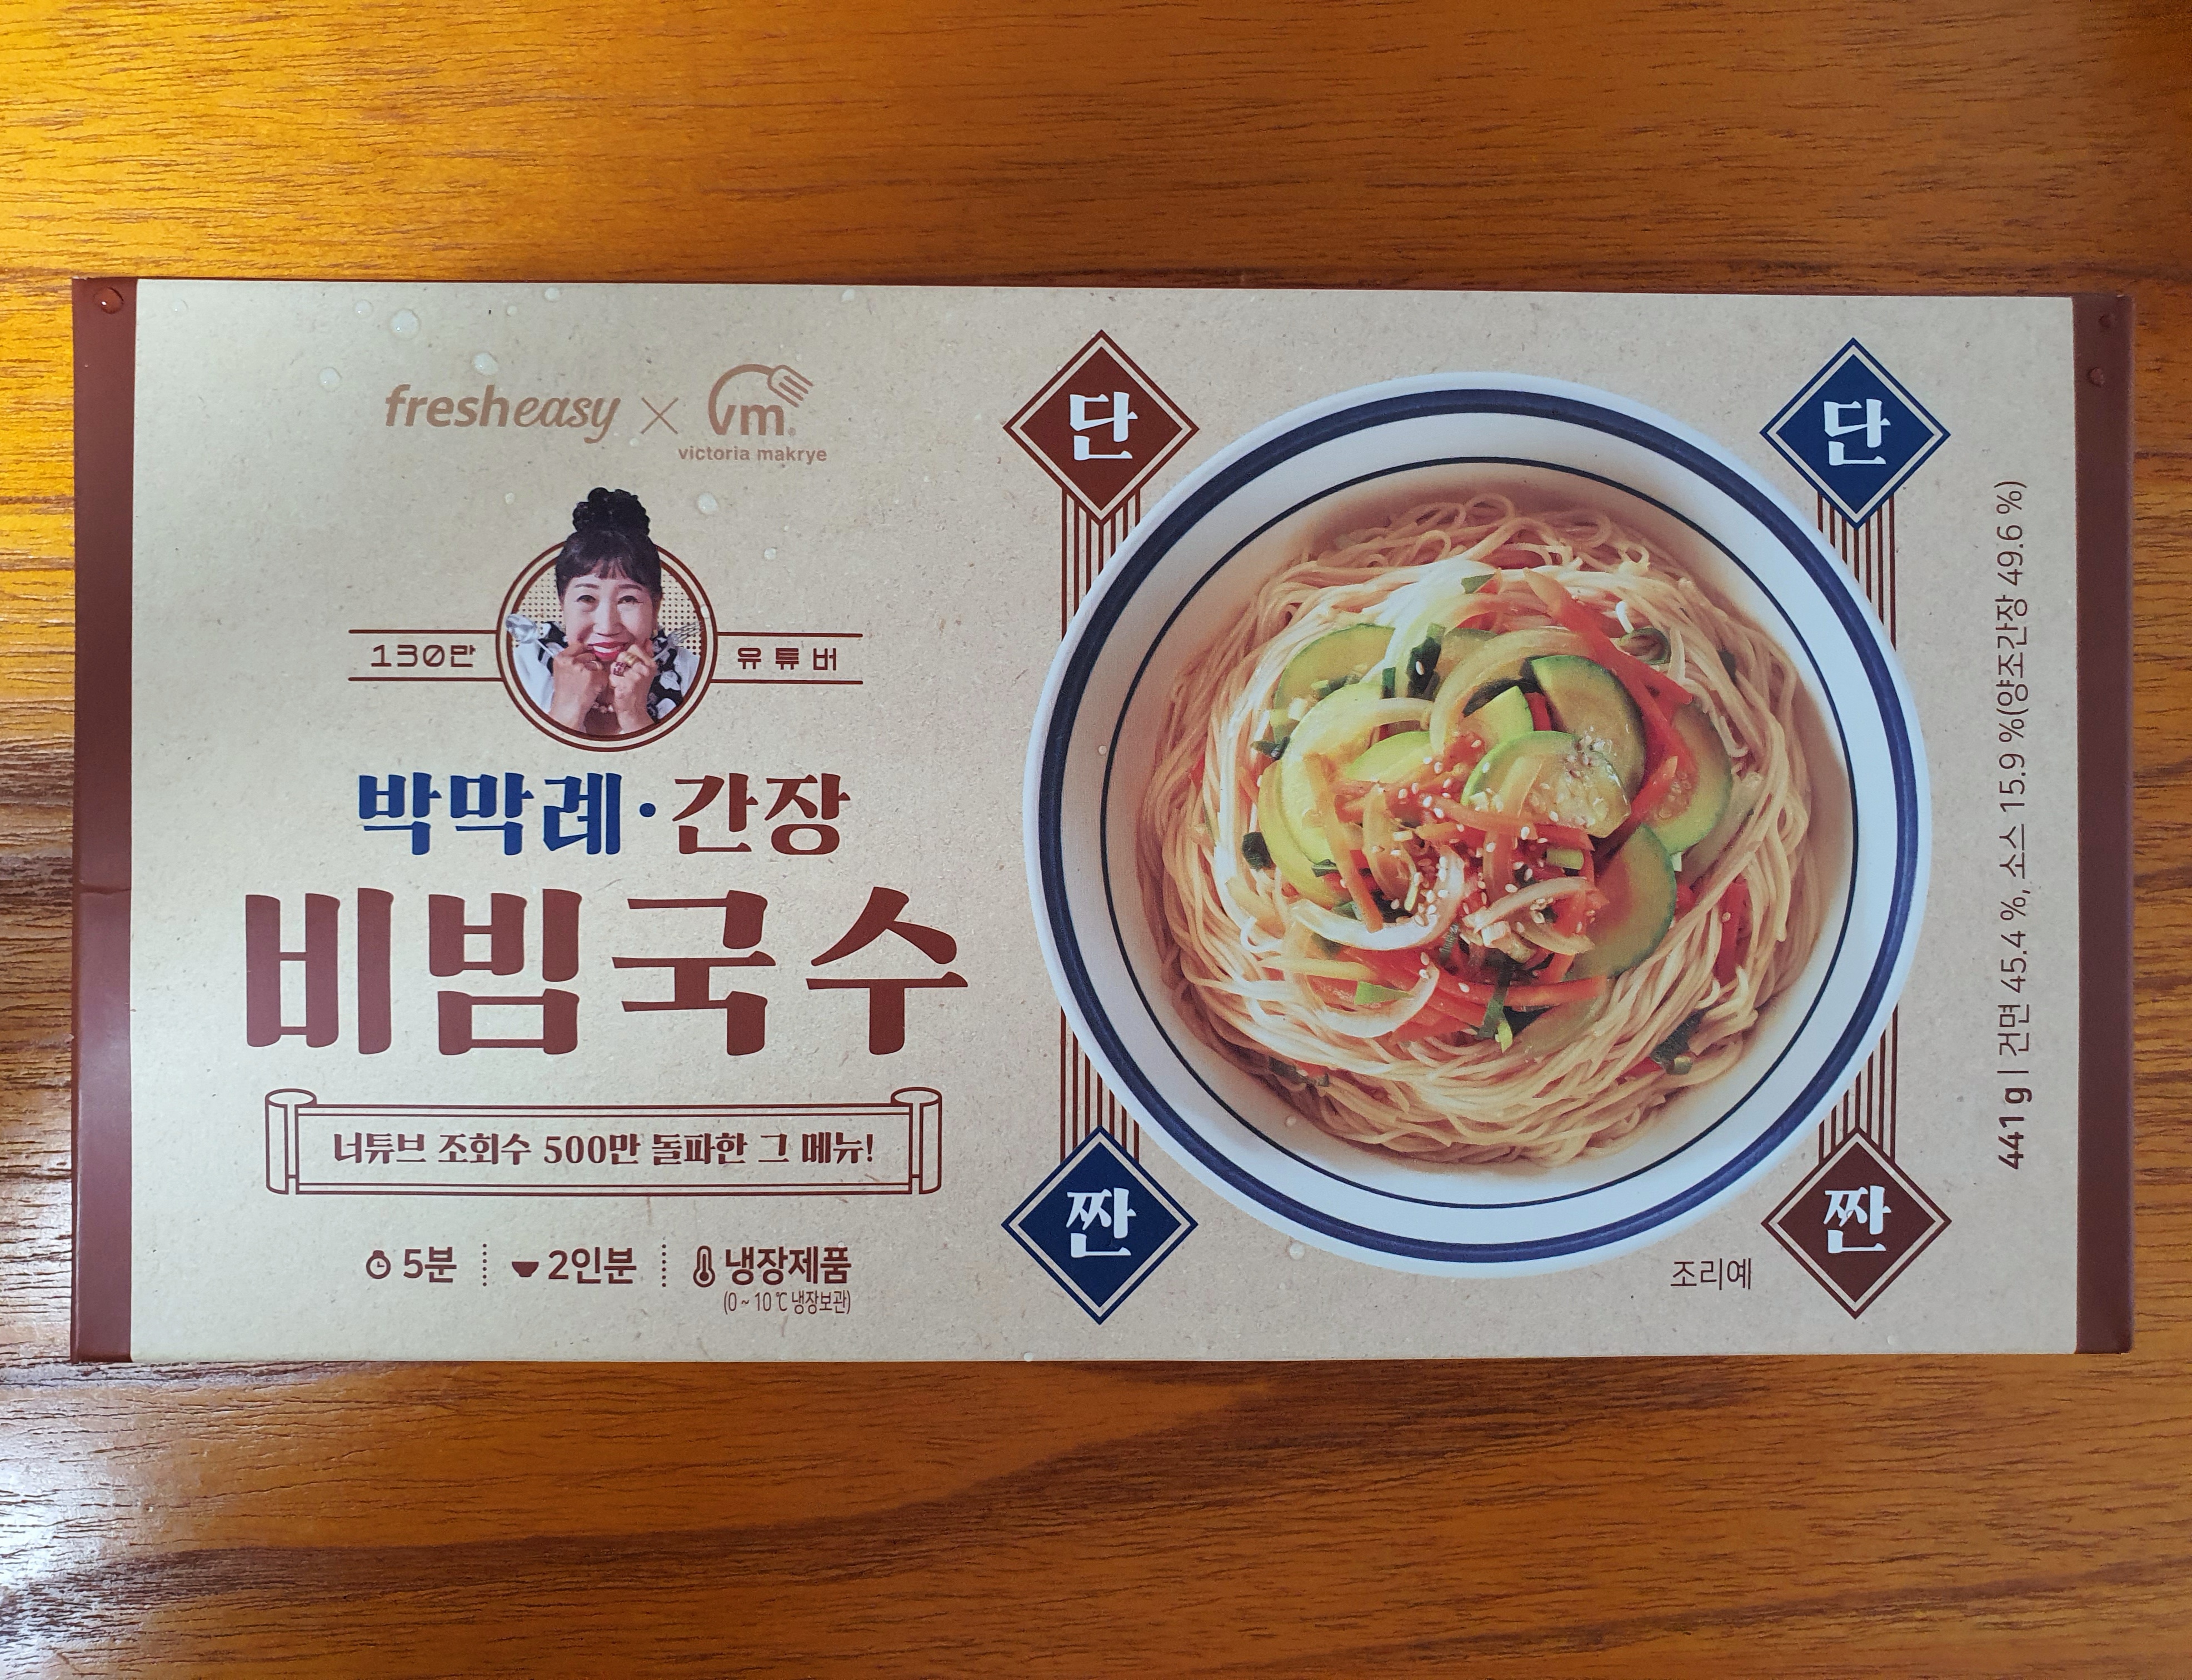 fresheasy × vm
victoria makrye
130만 유튜버
박막례·간장
비빔국수
너튜브 조회수 500만 돌파한 그 메뉴!
5분
2인분
냉장제품
(0 ~ 10 ℃ 냉장보관)
단
단
짠
짠
조리예
441 g | 건면 45.4 %, 소스 15.9 %(양조간장 49.6 %)